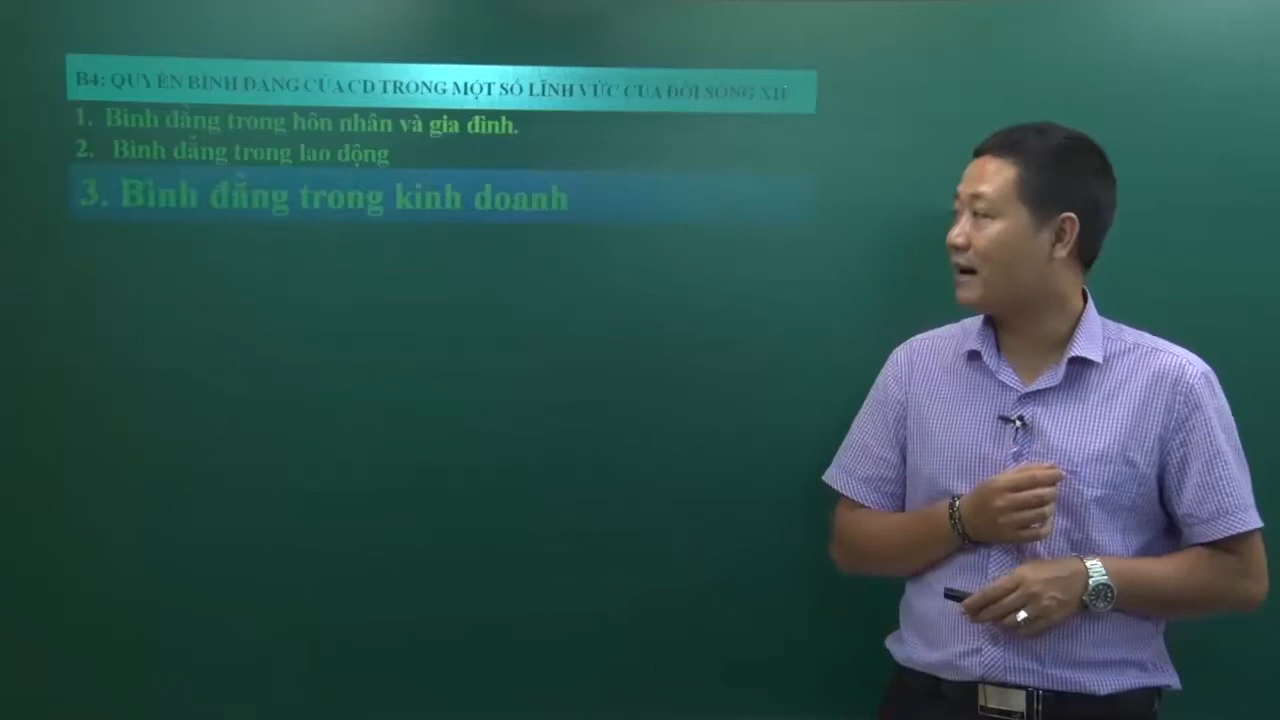 B4: QUYỀN BÌNH ĐẲNG CỦA CD TRONG MỘT SỐ LĨNH VỰC CỦA ĐỜI SỐNG XH
1. Bình đẳng trong hôn nhân và gia đình.
2. Bình đẳng trong lao động
3. Bình đẳng trong kinh doanh